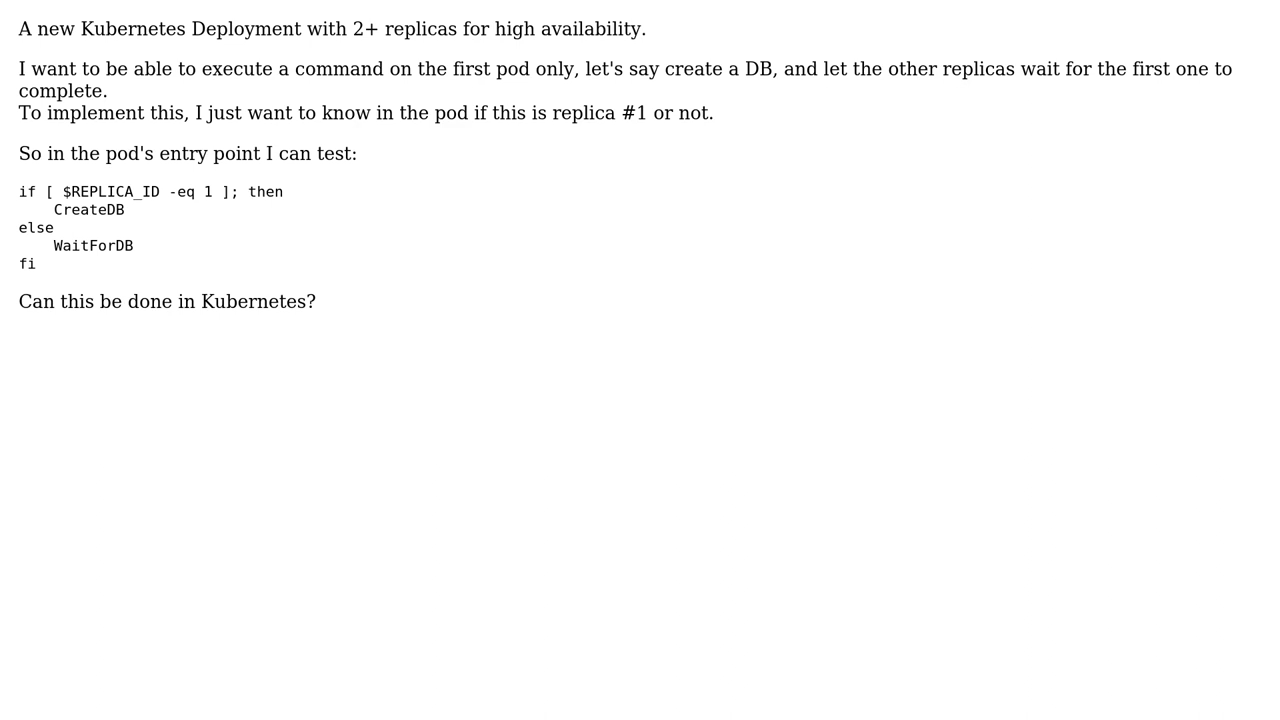 A new Kubernetes Deployment with 2+ replicas for high availability.
I want to be able to execute a command on the first pod only, let's say create a DB, and let the other replicas wait for the first one to
complete.
To implement this, I just want to know in the pod if this is replica #1 or not.
So in the pod's entry point I can test:
if [ $REPLICA_ID -eq 1 ]; then
    CreateDB
else
    WaitForDB
fi
Can this be done in Kubernetes?